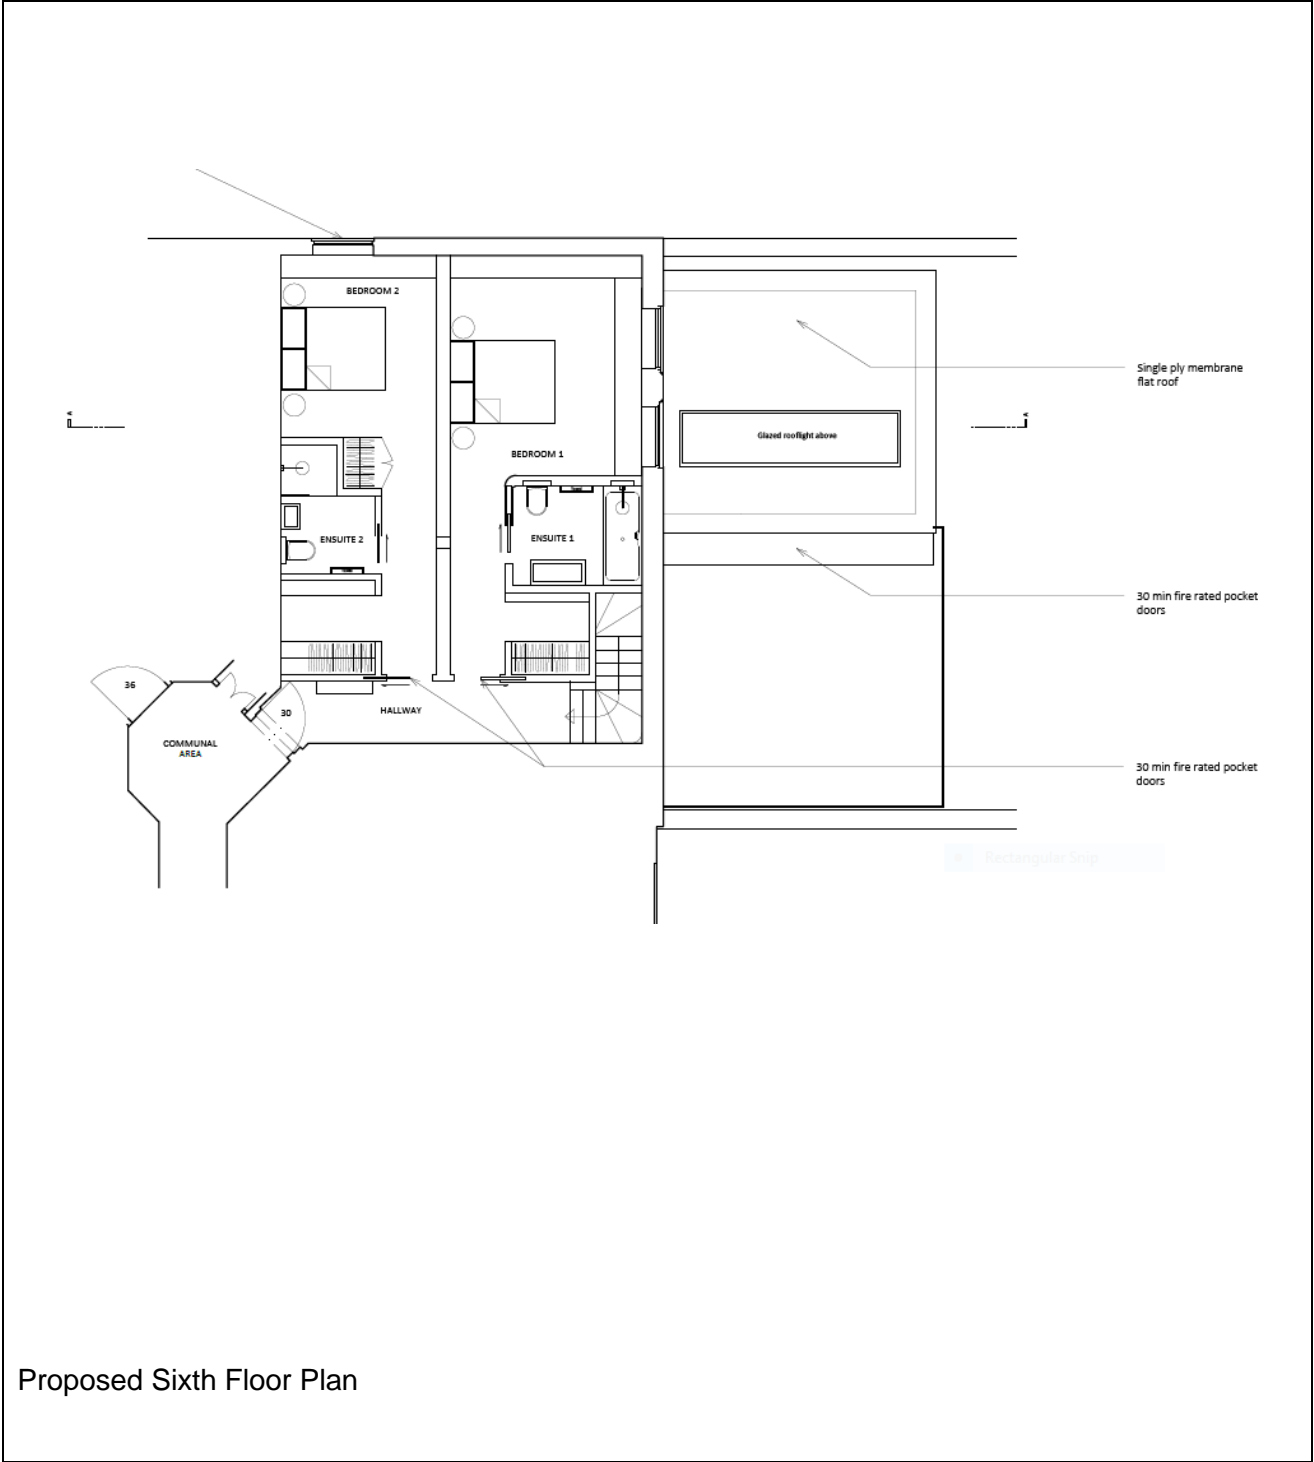 BEDROOM 2
Single ply membrane
flat roof
A
A
Glazed rooflight above
BEDROOM 1
ENSUITE 2
ENSUITE 1
30 min fire rated pocket
doors
36
30
HALLWAY
COMMUNAL
AREA
30 min fire rated pocket
doors
Rectangular Snip
Proposed Sixth Floor Plan